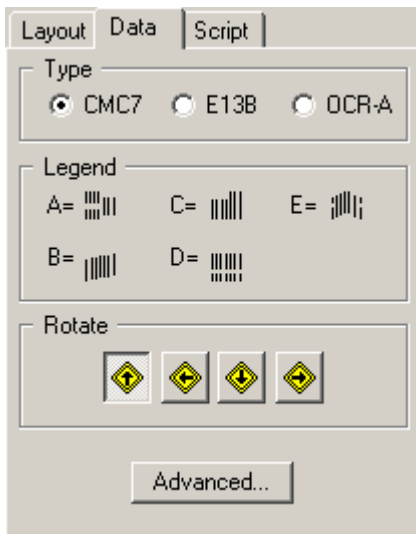 Layout Data Script
Type
CMC7 E13B OCR-A
Legend
A= C= E=
B= D=
Rotate
Advanced...